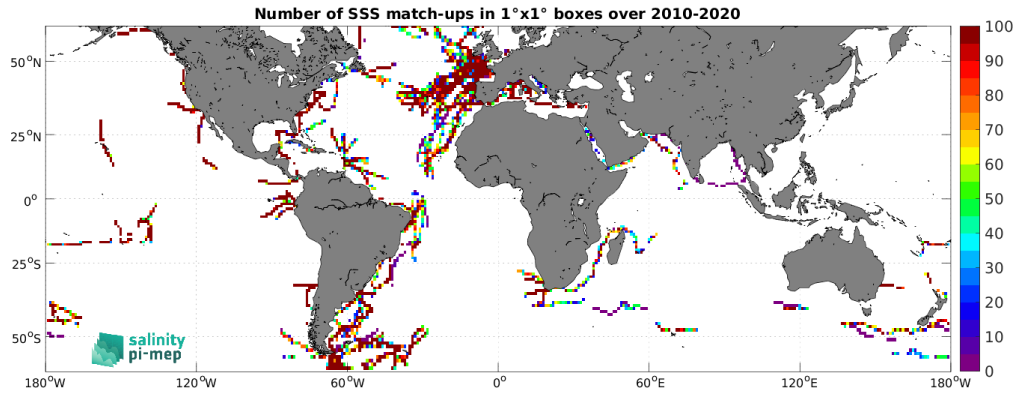 Number of SSS match-ups in 1°x1° boxes over 2010-2020
50°N
25°N
0°
25°S
50°S
180°W
120°W
60°W
0°
60°E
120°E
180°W
salinity
pi-mep
100
90
80
70
60
50
40
30
20
10
0